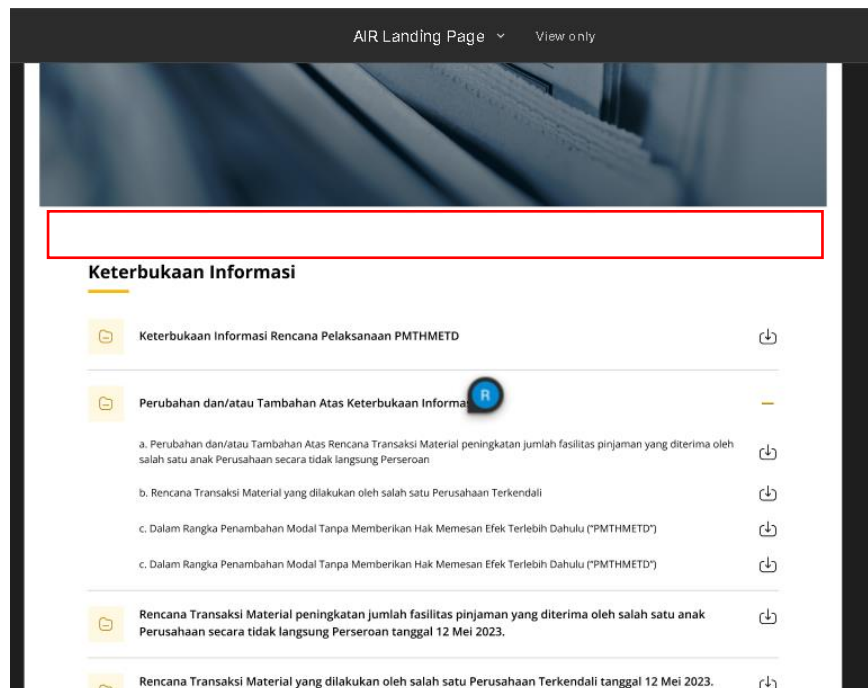 AIR Landing Page View only
Keterbukaan Informasi
Keterbukaan Informasi Rencana Pelaksanaan PMTHMETD
Perubahan dan/atau Tambahan Atas Keterbukaan Informa
R
a. Perubahan dan/atau Tambahan Atas Rencana Transaksi Material peningkatan jumlah fasilitas pinjaman yang diterima oleh
salah satu anak Perusahaan secara tidak langsung Perseroan
b. Rencana Transaksi Material yang dilakukan oleh salah satu Perusahaan Terkendali
c. Dalam Rangka Penambahan Modal Tanpa Memberikan Hak Memesan Efek Terlebih Dahulu (“PMTHMETD”)
c. Dalam Rangka Penambahan Modal Tanpa Memberikan Hak Memesan Efek Terlebih Dahulu (“PMTHMETD”)
Rencana Transaksi Material peningkatan jumlah fasilitas pinjaman yang diterima oleh salah satu anak
Perusahaan secara tidak langsung Perseroan tanggal 12 Mei 2023.
Rencana Transaksi Material yang dilakukan oleh salah satu Perusahaan Terkendali tanggal 12 Mei 2023.